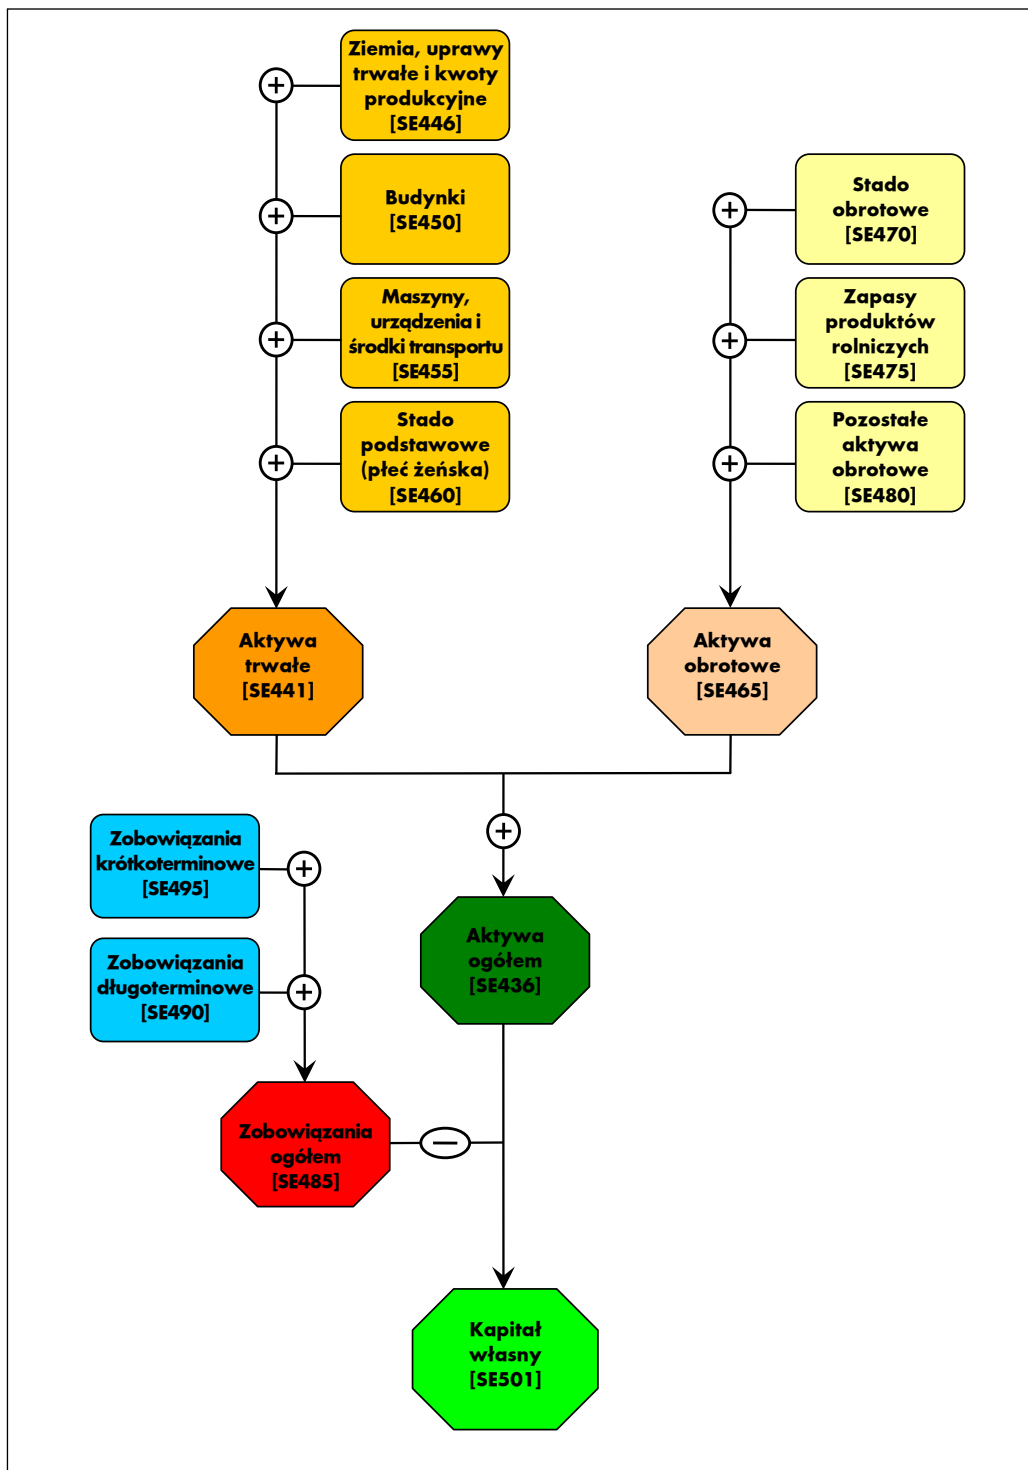 Ziemia, uprawy
trwałe i kwoty
produkcyjne
[SE446]
Budynki
[SE450]
Maszyny,
urządzenia i
środki transportu
[SE455]
Stado
podstawowe
(płeć żeńska)
[SE460]
Stado
obrotowe
[SE470]
Zapasy
produktów
rolniczych
[SE475]
Pozostałe
aktywa
obrotowe
[SE480]
Aktywa
trwałe
[SE441]
Aktywa
obrotowe
[SE465]
Zobowiązania
krótkoterminowe
[SE495]
Zobowiązania
długoterminowe
[SE490]
Aktywa
ogółem
[SE436]
Zobowiązania
ogółem
[SE485]
Kapitał
własny
[SE501]